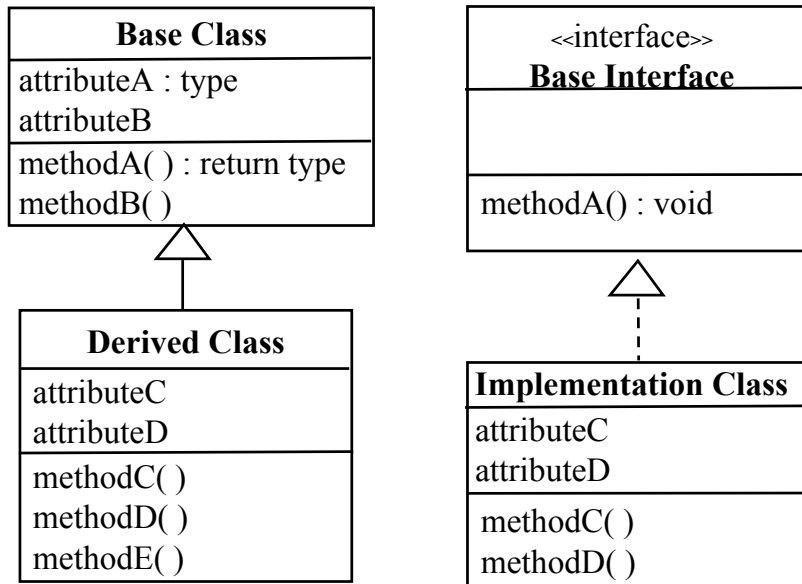 Base Class
attributeA : type
attributeB
methodA( ) : return type
methodB( )
Derived Class
attributeC
attributeD
methodC( )
methodD( )
methodE( )
<<interface>>
Base Interface
methodA() : void
Implementation Class
attributeC
attributeD
methodC( )
methodD( )